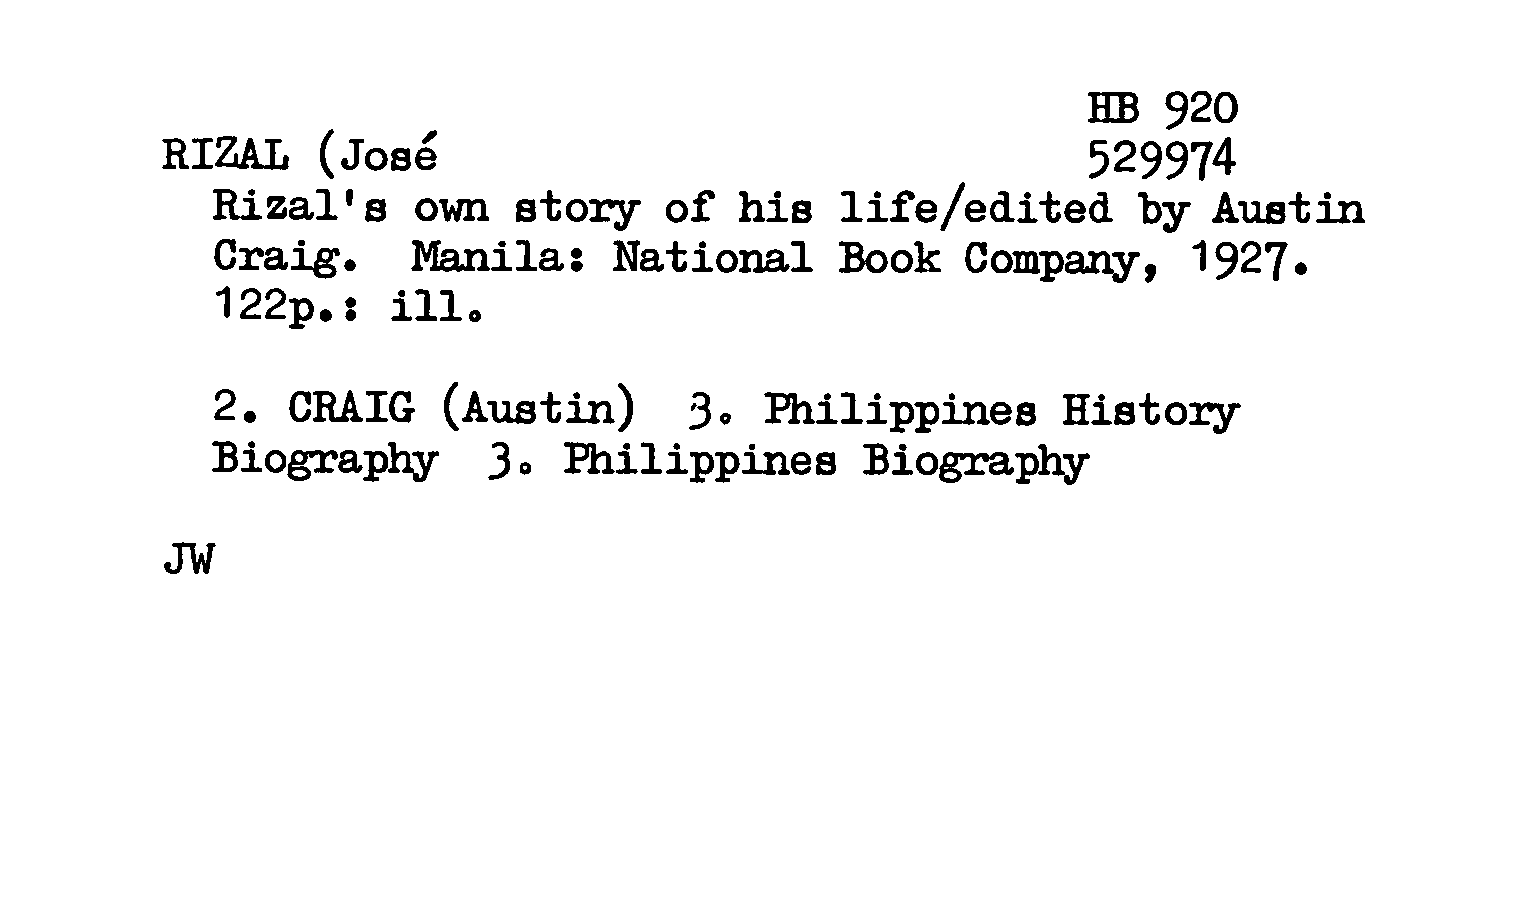 HB 920
RIZAL (José 529974
Rizal's own story of his life/edited by Austin
Craig. Manila: National Book Company, 1927.
122p.: ill.
2. CRAIG (Austin) 3. Philippines History
Biography 3. Philippines Biography
JW